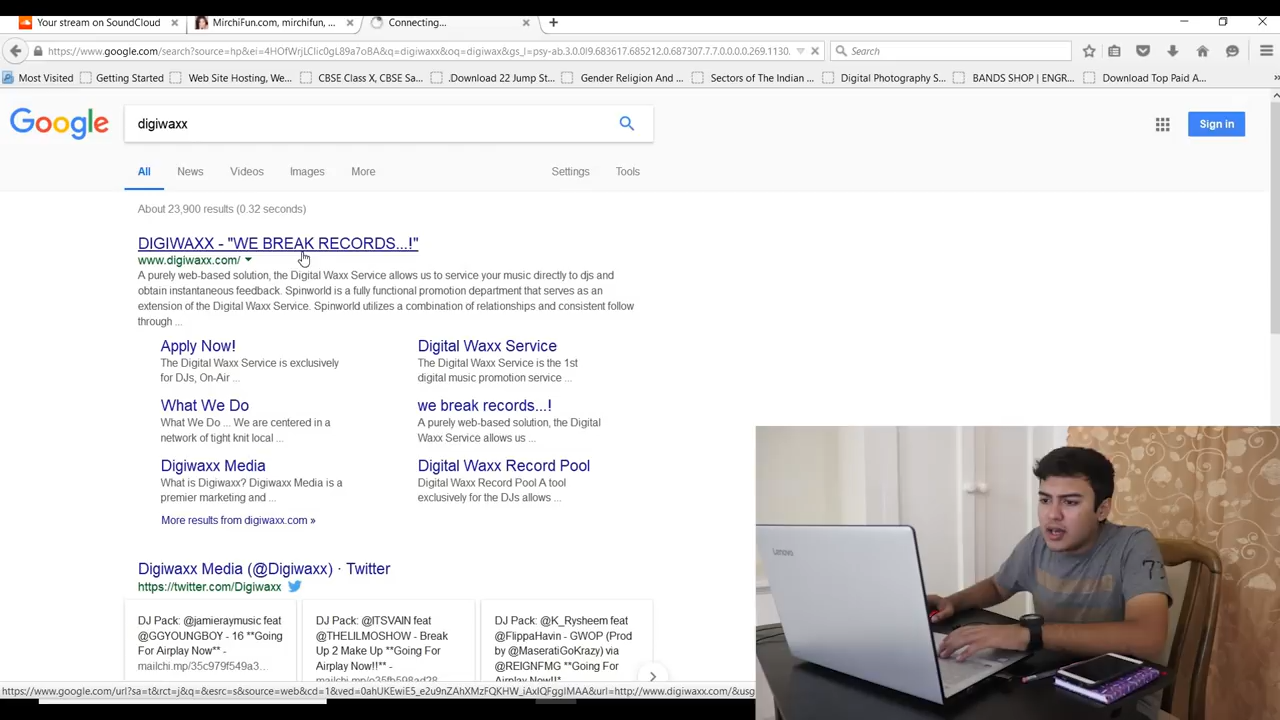 Your stream on SoundCloud
MirchiFun.com, mirchifun, ...
Connecting...
https://www.google.com/search?source=hp&ei=4HOfWrjLCIic0gL89a7oBA&q=digiwaxx&oq=digiwax&gs_l=psy-ab.3.0.0l9.683617.685212.0.687307.7.7.0.0.0.0.269.1130.
Search
Most Visited
Getting Started
Web Site Hosting, We...
CBSE Class X, CBSE Sa...
.Download 22 Jump St...
Gender Religion And ...
Sectors of The Indian ...
Digital Photography S...
BANDS SHOP | ENGR...
Download Top Paid A...
Google
digiwaxx
Sign in
All News Videos Images More Settings Tools
About 23,900 results (0.32 seconds)
DIGIWAXX - "WE BREAK RECORDS...!"
www.digiwaxx.com/
A purely web-based solution, the Digital Waxx Service allows us to service your music directly to djs and
obtain instantaneous feedback. Spinworld is a fully functional promotion department that serves as an
extension of the Digital Waxx Service. Spinworld utilizes a combination of relationships and consistent follow
through ...
Apply Now!
The Digital Waxx Service is exclusively
for DJs, On-Air ...
Digital Waxx Service
The Digital Waxx Service is the 1st
digital music promotion service ...
What We Do
What We Do ... We are centered in a
network of tight knit local ...
we break records...!
A purely web-based solution, the Digital
Waxx Service allows us ...
Digiwaxx Media
What is Digiwaxx? Digiwaxx Media is a
premier marketing and ...
Digital Waxx Record Pool
Digital Waxx Record Pool A tool
exclusively for the DJs allows ...
More results from digiwaxx.com »
Digiwaxx Media (@Digiwaxx) · Twitter
https://twitter.com/Digiwaxx
DJ Pack: @jamieraymusic feat
@GGYOUNGBOY - 16 **Going
For Airplay Now** -
mailchi.mp/35c979f549a3...
DJ Pack: @ITSVAIN feat
@THELILMOSHOW - Break
Up 2 Make Up **Going For
Airplay Now!!** -
DJ Pack: @K_Rysheem feat
@FlippaHavin - GWOP (Prod
by @MaseratiGoKrazy) via
@REIGNFMG **Going For
lenovo